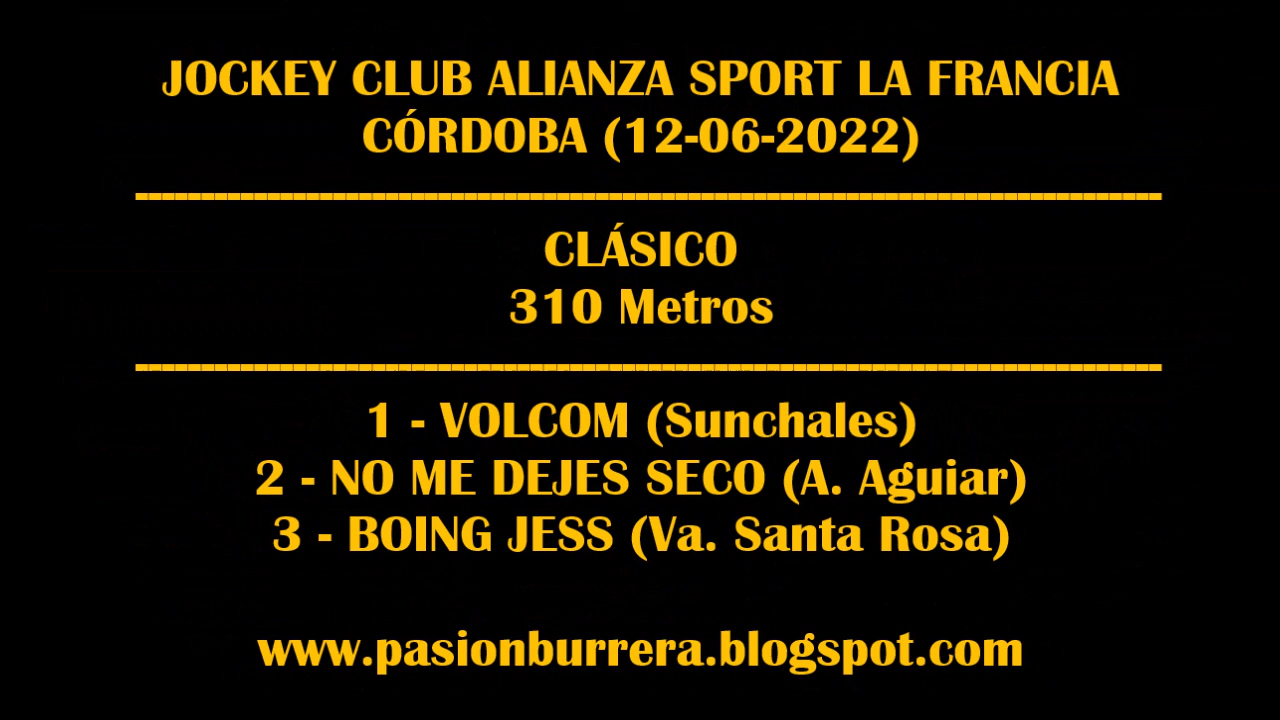 JOCKEY CLUB ALIANZA SPORT LA FRANCIA
CÓRDOBA (12-06-2022)
CLÁSICO
310 Metros
1 - VOLCOM (Sunchales)
2 - NO ME DEJES SECO (A. Aguiar)
3 - BOING JESS (Va. Santa Rosa)
www.pasionburrera.blogspot.com